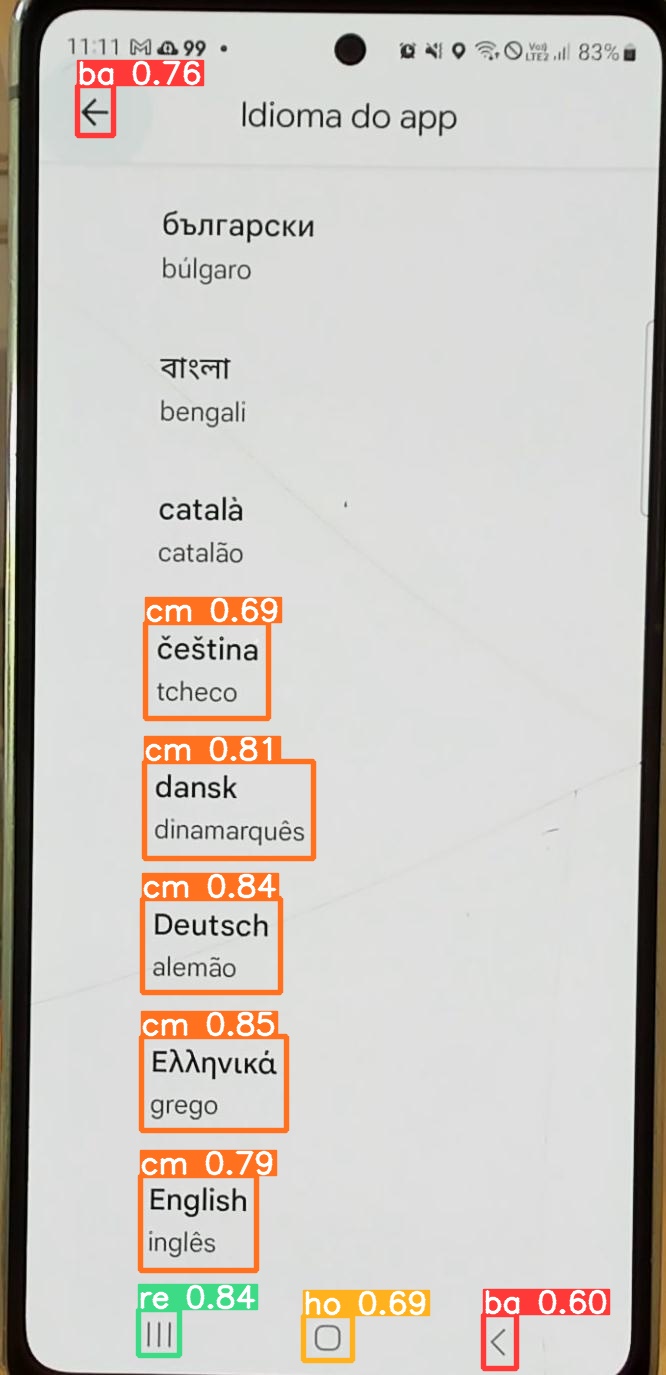 11:11 99 Vo)) LTE2 83%
ba 0.76
Idioma do app
български
búlgaro
বাংলা
bengali
català
catalão
cm 0.69
čeština
tcheco
cm 0.81
dansk
dinamarquês
cm 0.84
Deutsch
alemão
cm 0.85
Ελληνικά
grego
cm 0.79
English
inglês
re 0.84 ho 0.69 ba 0.60